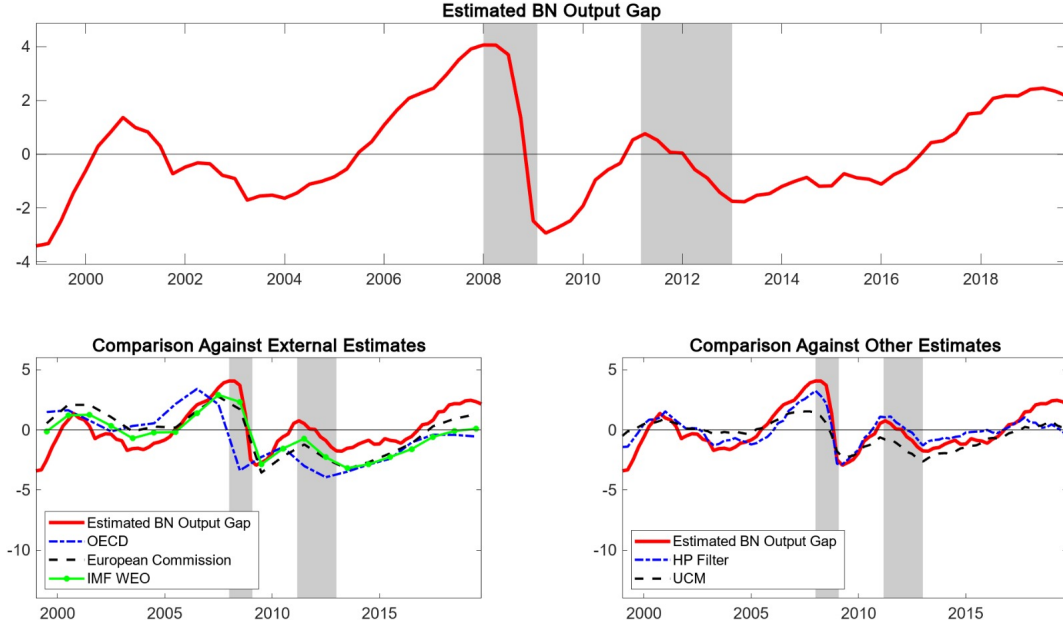 Estimated BN Output Gap
4
2
0
-2
-4
2000 2002 2004 2006 2008 2010 2012 2014 2016 2018
Comparison Against External Estimates
5
0
-5
-10
Estimated BN Output Gap
OECD
European Commission
IMF WEO
2000 2005 2010 2015
Comparison Against Other Estimates
5
0
-5
-10
Estimated BN Output Gap
HP Filter
UCM
2000 2005 2010 2015